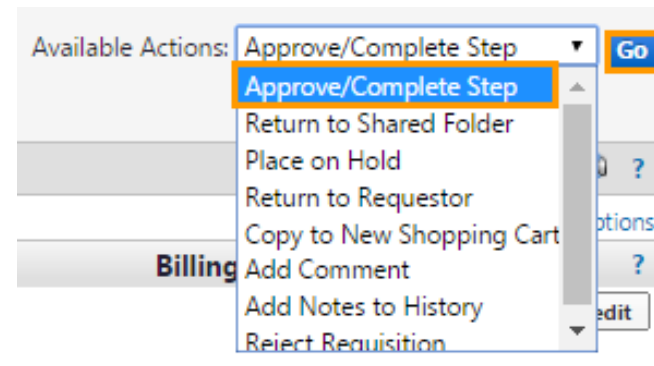 Available Actions: Approve/Complete Step Go
Approve/Complete Step
Return to Shared Folder
Place on Hold
?
Return to Requestor
ptions
Copy to New Shopping Cart
Billing
?
Add Comment
Add Notes to History
edit
Reject Requisition